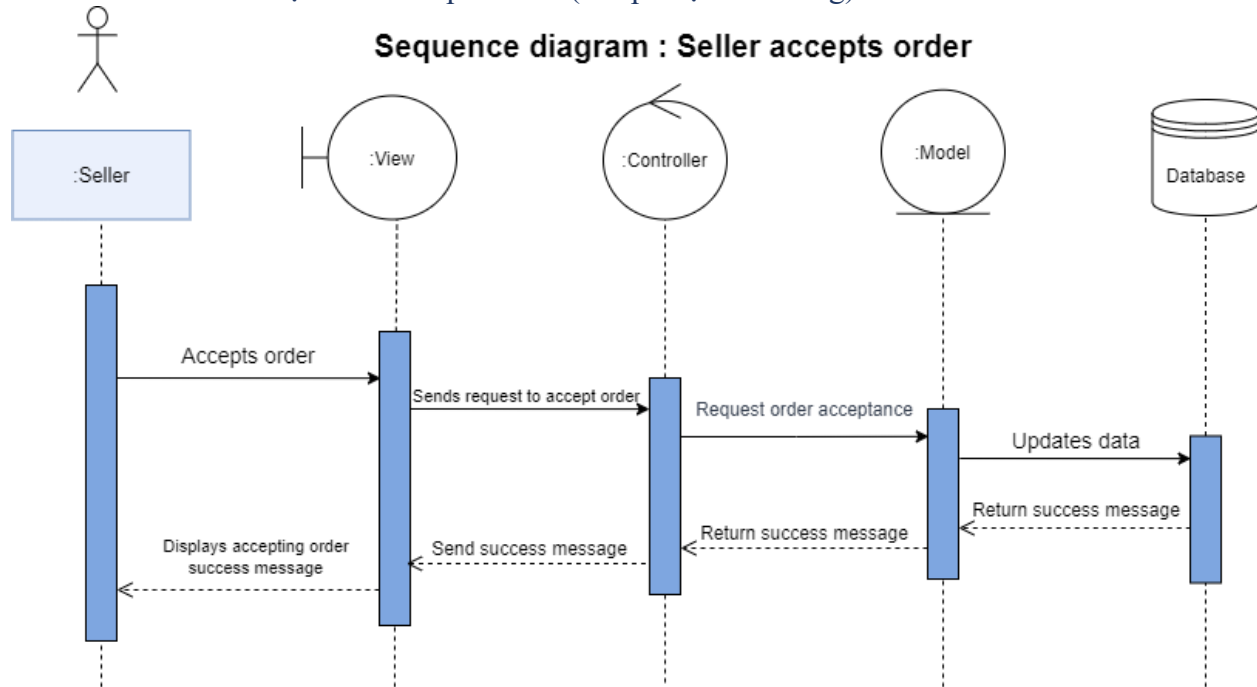 Sequence diagram : Seller accepts order
:Seller
:View
:Controller
:Model
Database
Accepts order
Sends request to accept order
Request order acceptance
Updates data
Return success message
Return success message
Send success message
Displays accepting order
success message